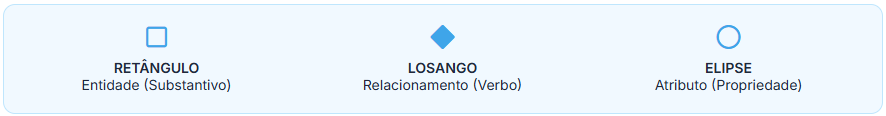 RETÂNGULO
Entidade (Substantivo)
LOSANGO
Relacionamento (Verbo)
ELIPSE
Atributo (Propriedade)